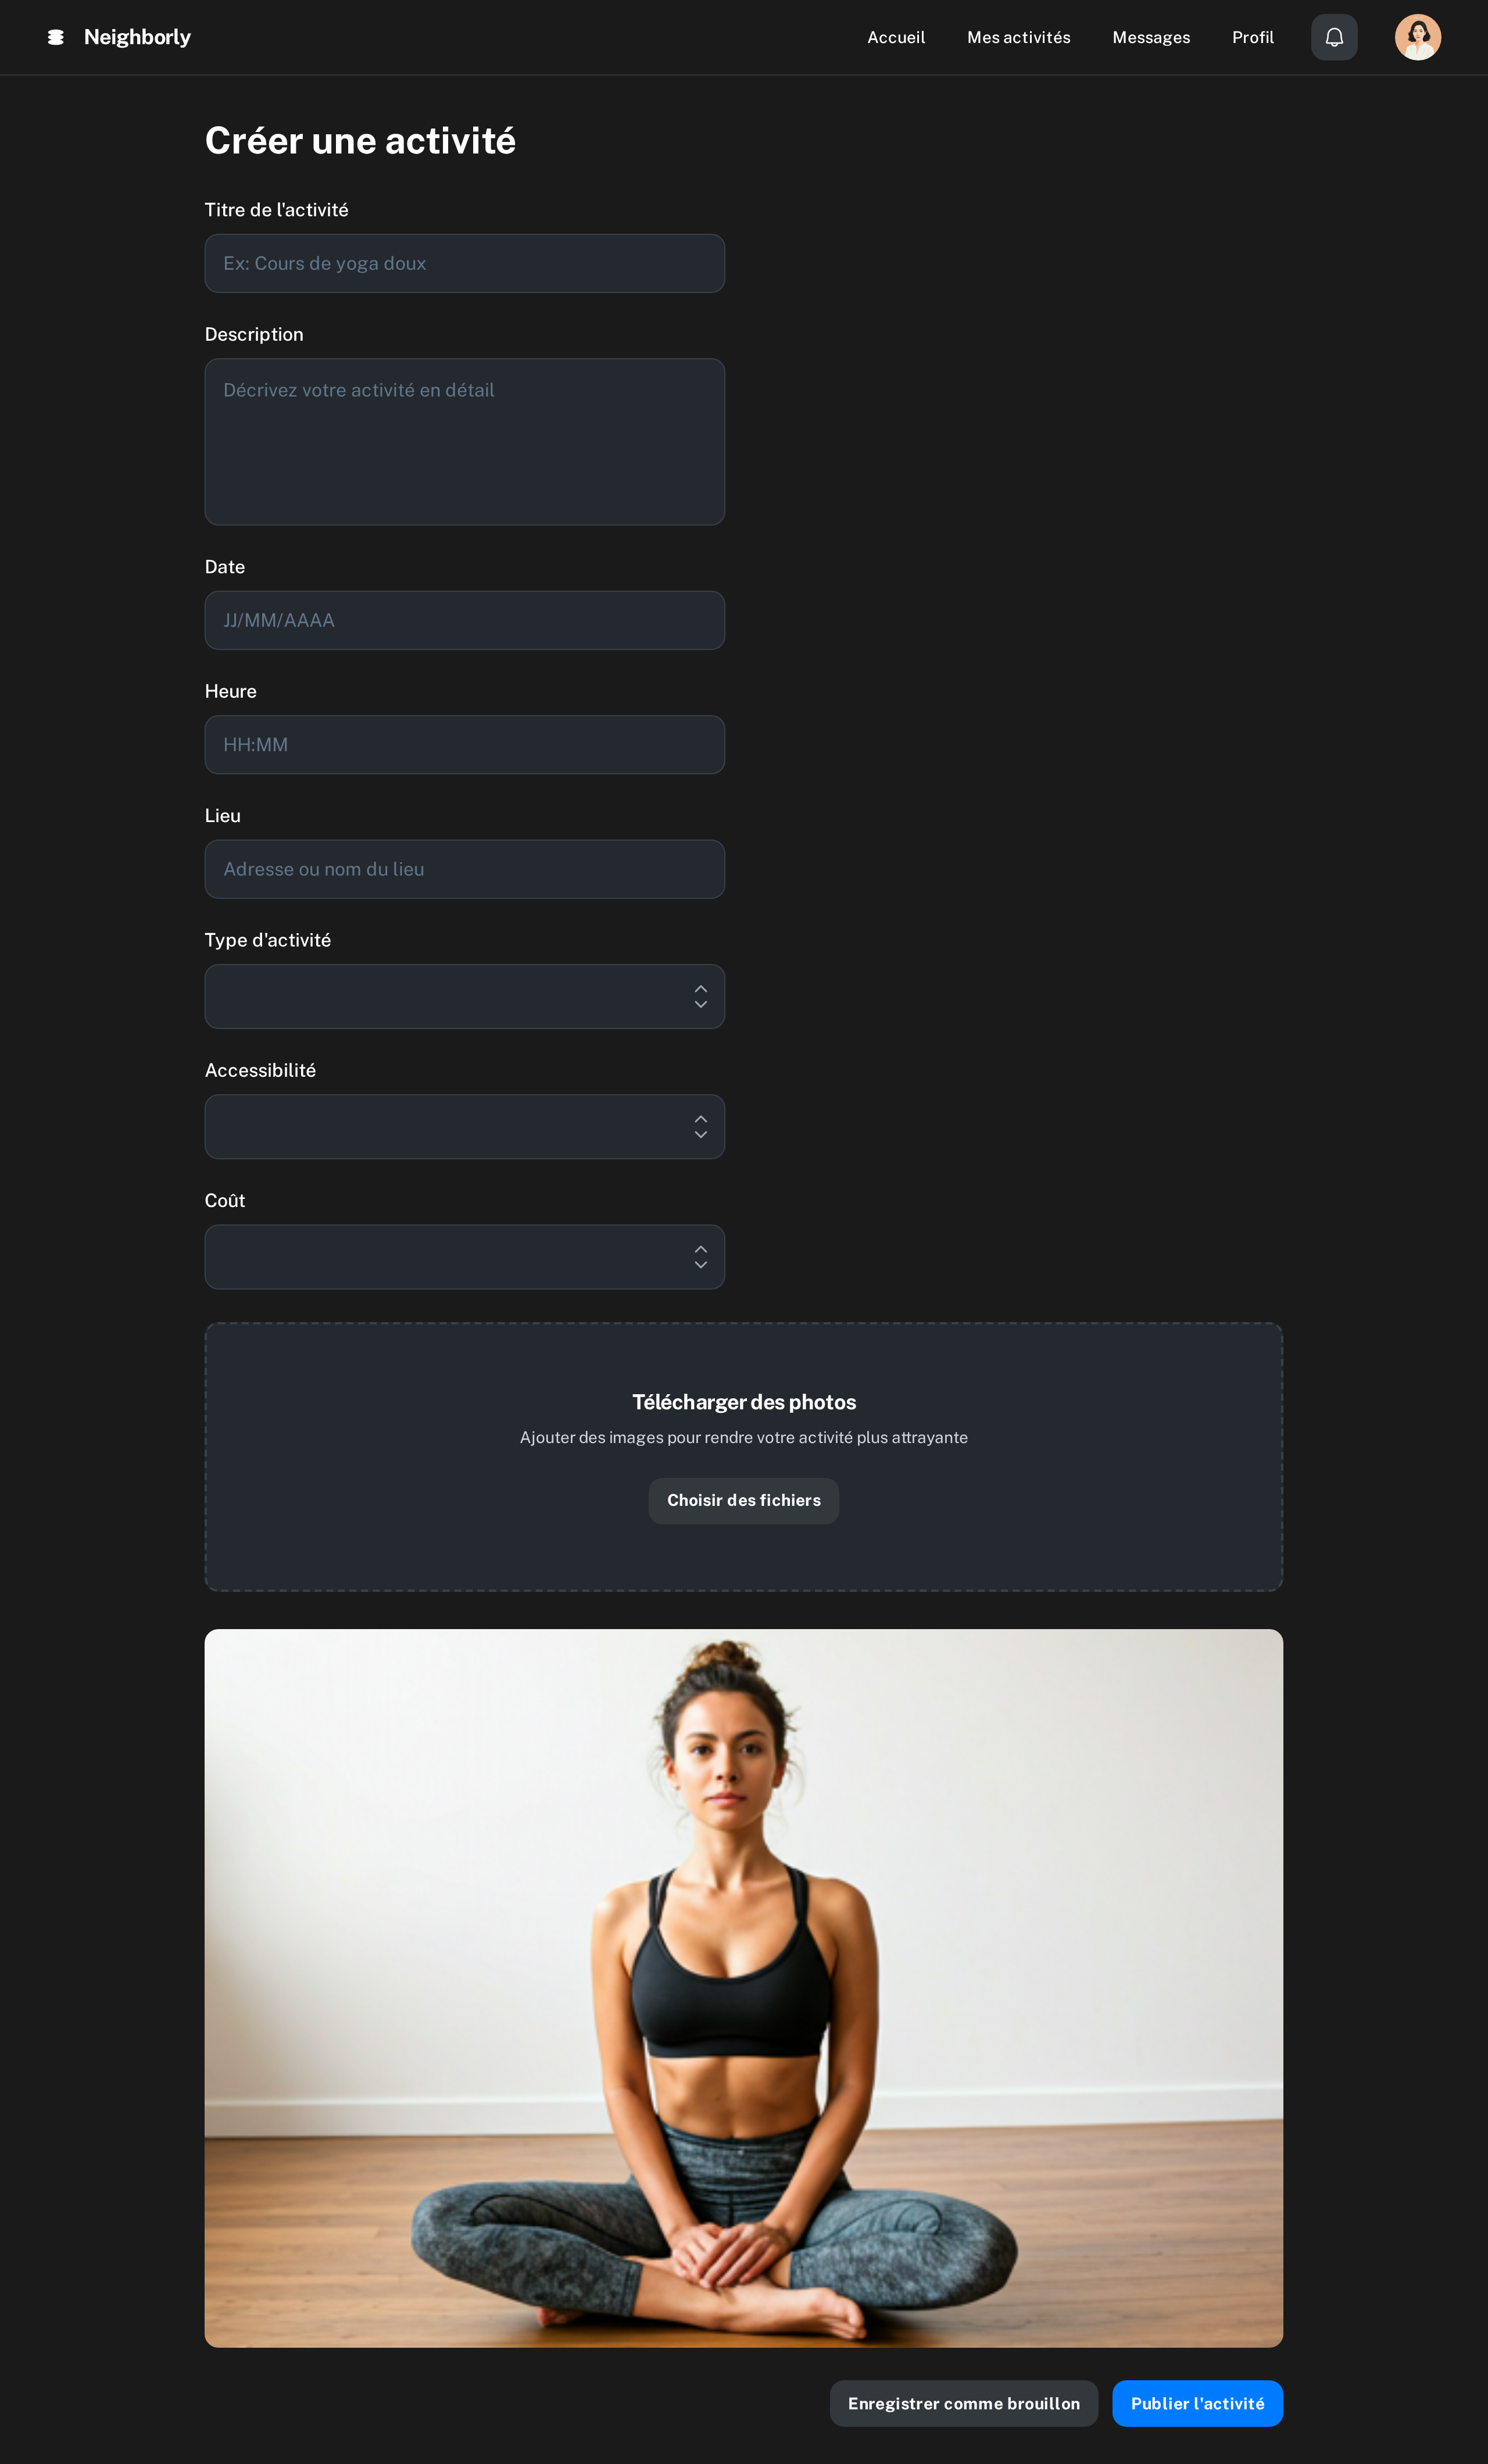 Neighborly
Accueil
Mes activités
Messages
Profil
Créer une activité
Titre de l'activité
Ex: Cours de yoga doux
Description
Décrivez votre activité en détail
Date
JJ/MM/AAAA
Heure
HH:MM
Lieu
Adresse ou nom du lieu
Type d'activité
Accessibilité
Coût
Télécharger des photos
Ajouter des images pour rendre votre activité plus attrayante
Choisir des fichiers
Enregistrer comme brouillon
Publier l'activité